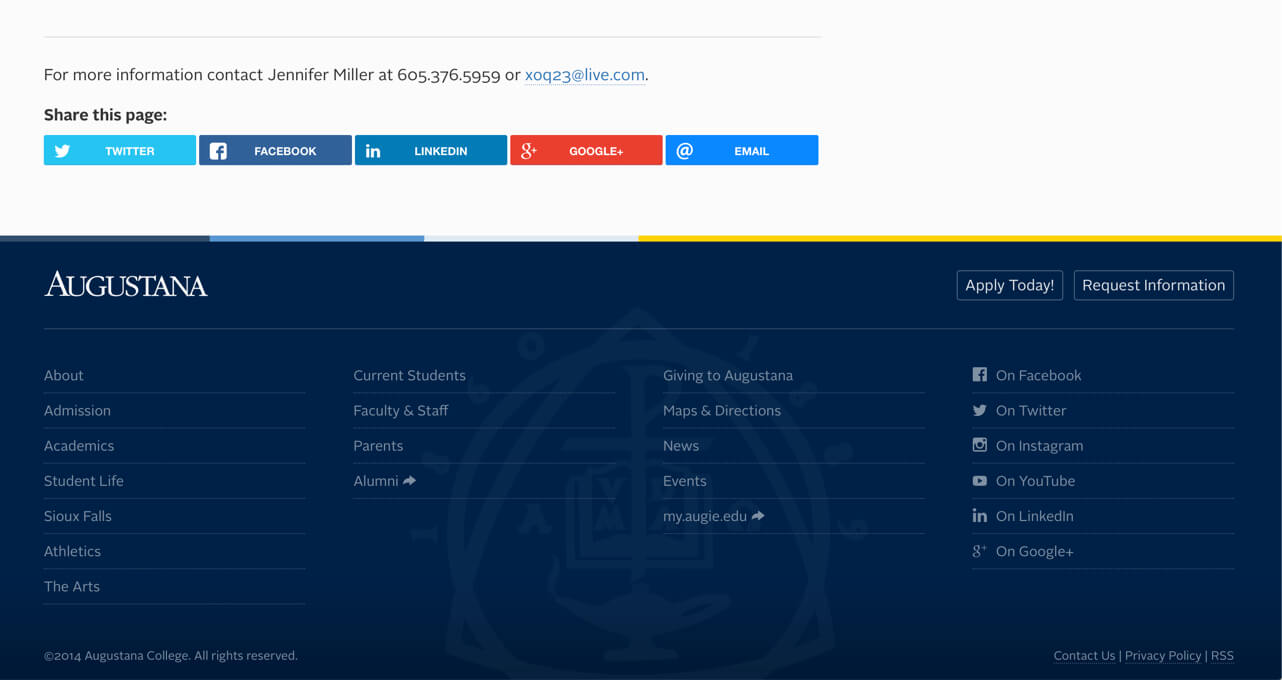 For more information contact Jennifer Miller at 605.376.5959 or xoq23@live.com.
Share this page:
TWITTER
FACEBOOK
LINKEDIN
GOOGLE+
EMAIL
AUGUSTANA
Apply Today!
Request Information
About
Admission
Academics
Student Life
Sioux Falls
Athletics
The Arts
Current Students
Faculty & Staff
Parents
Alumni
Giving to Augustana
Maps & Directions
News
Events
my.augie.edu
On Facebook
On Twitter
On Instagram
On YouTube
On LinkedIn
On Google+
©2014 Augustana College. All rights reserved.
Contact Us | Privacy Policy | RSS